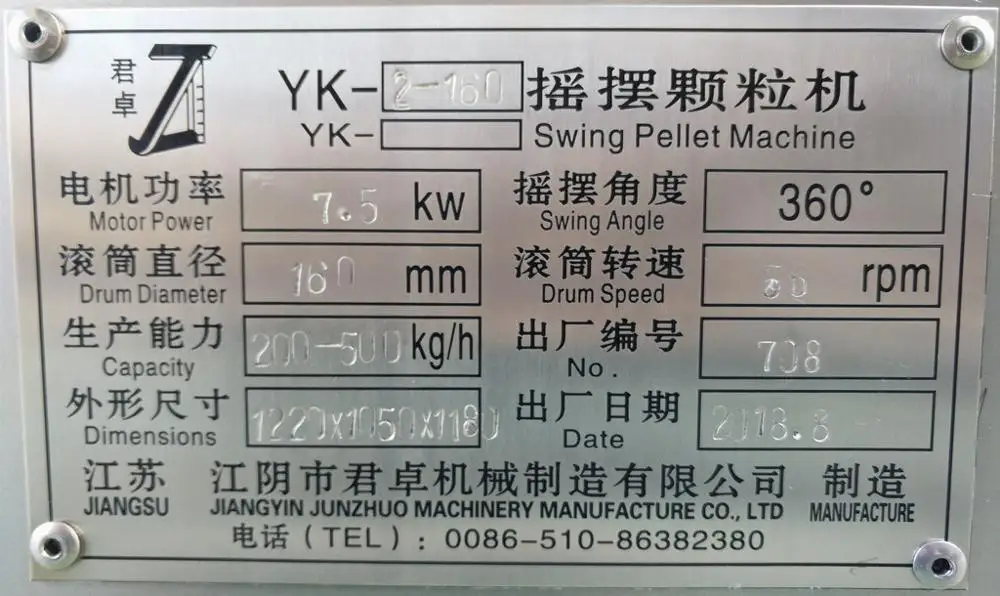 君卓
YK-2-160 摇摆颗粒机
YK- Swing Pellet Machine
电机功率 7.5 kw 摇摆角度 360°
Motor Power Swing Angle
滚筒直径 160 mm 滚筒转速 rpm
Drum Diameter Drum Speed
生产能力 200-500 kg/h 出厂编号 708
Capacity No.
外形尺寸 1220x1050x1180 出厂日期 2018.8
Dimensions Date
江苏 江阴市君卓机械制造有限公司 制造
JIANGSU JIANGYIN JUNZHUO MACHINERY MANUFACTURE CO., LTD MANUFACTURE
电话(TEL): 0086-510-86382380